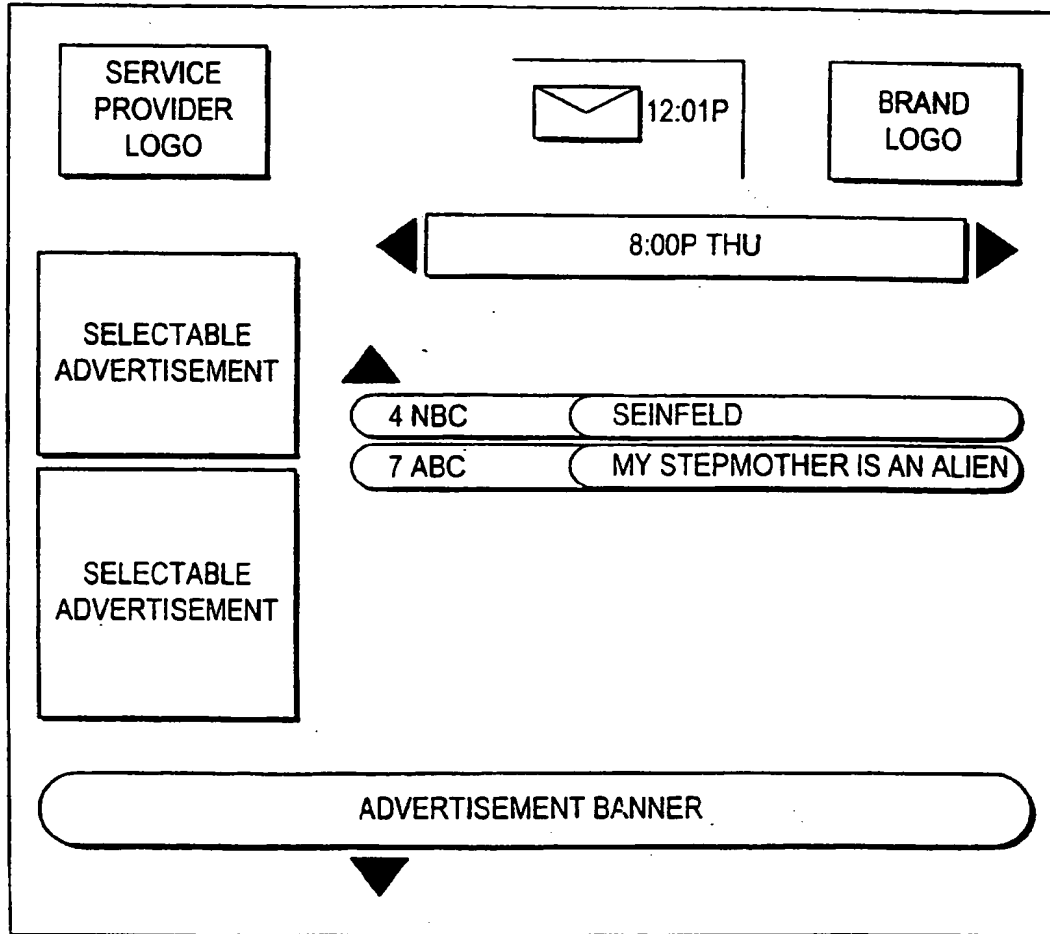 SERVICE
PROVIDER
LOGO
12:01P
BRAND
LOGO
8:00P THU
SELECTABLE
ADVERTISEMENT
4 NBC SEINFELD
7 ABC MY STEPMOTHER IS AN ALIEN
SELECTABLE
ADVERTISEMENT
ADVERTISEMENT BANNER